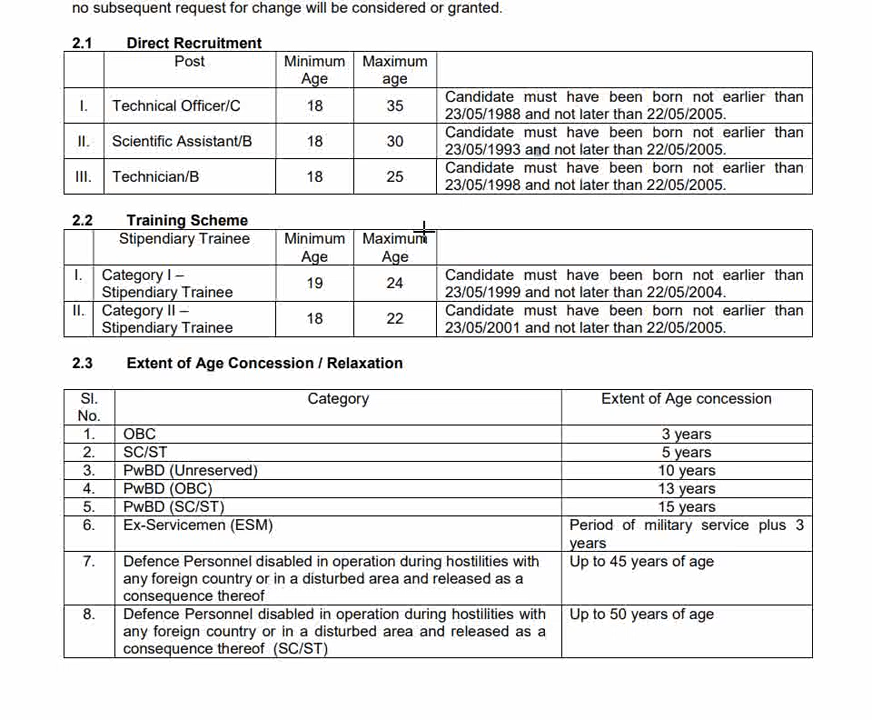 no subsequent request for change will be considered or granted.
2.1 Direct Recruitment
Post Minimum Age Maximum age
I. Technical Officer/C 18 35 Candidate must have been born not earlier than
23/05/1988 and not later than 22/05/2005.
II. Scientific Assistant/B 18 30 Candidate must have been born not earlier than
23/05/1993 and not later than 22/05/2005.
III. Technician/B 18 25 Candidate must have been born not earlier than
23/05/1998 and not later than 22/05/2005.
2.2 Training Scheme
Stipendiary Trainee Minimum Age Maximum Age
I. Category I –
Stipendiary Trainee 19 24 Candidate must have been born not earlier than
23/05/1999 and not later than 22/05/2004.
II. Category II –
Stipendiary Trainee 18 22 Candidate must have been born not earlier than
23/05/2001 and not later than 22/05/2005.
2.3 Extent of Age Concession / Relaxation
Sl. No. Category Extent of Age concession
1. OBC 3 years
2. SC/ST 5 years
3. PwBD (Unreserved) 10 years
4. PwBD (OBC) 13 years
5. PwBD (SC/ST) 15 years
6. Ex-Servicemen (ESM) Period of military service plus 3
years
7. Defence Personnel disabled in operation during hostilities with
any foreign country or in a disturbed area and released as a
consequence thereof
Up to 45 years of age
8. Defence Personnel disabled in operation during hostilities with
any foreign country or in a disturbed area and released as a
consequence thereof (SC/ST)
Up to 50 years of age